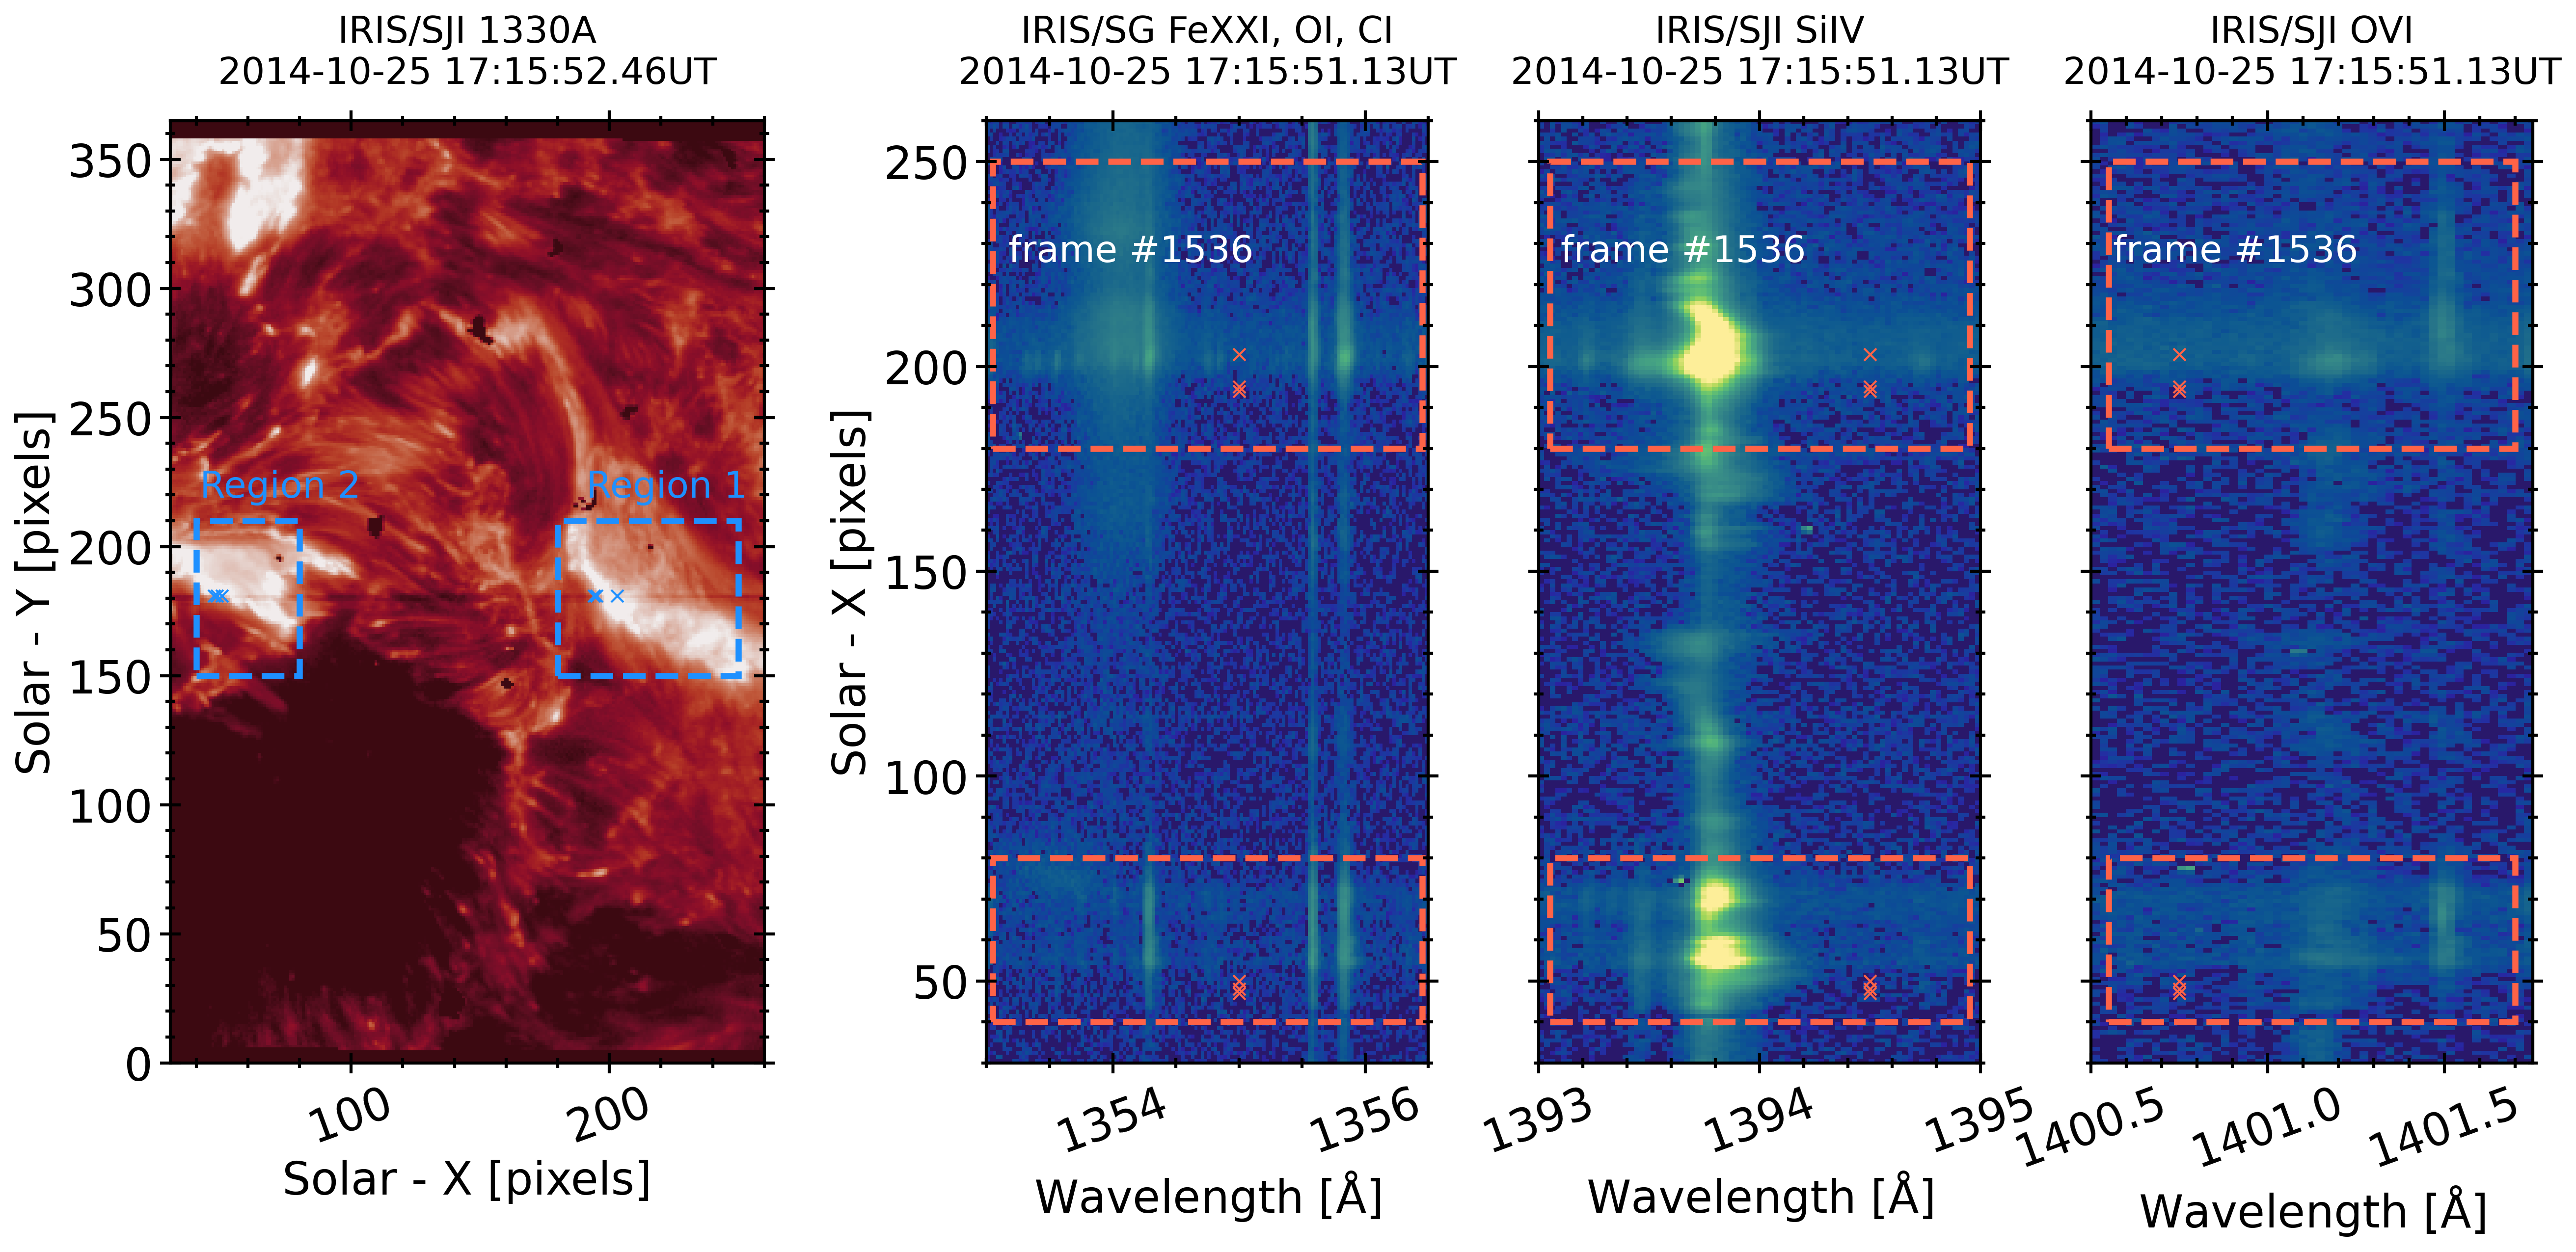 IRIS/SJI 1330A
2014-10-25 17:15:52.46UT
Solar - Y [pixels]
350
300
250
200
150
100
50
0
Region 2
Region 1
100
200
Solar - X [pixels]
IRIS/SG FeXXI, OI, CI
2014-10-25 17:15:51.13UT
Solar - X [pixels]
250
200
150
100
50
frame #1536
1354
1356
Wavelength [Å]
IRIS/SJI SiIV
2014-10-25 17:15:51.13UT
frame #1536
1393
1394
1395
Wavelength [Å]
IRIS/SJI OVI
2014-10-25 17:15:51.13UT
frame #1536
1400.5
1401.0
1401.5
Wavelength [Å]